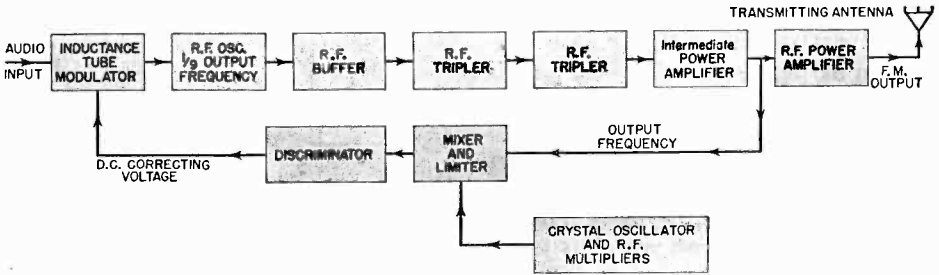 TRANSMITTING ANTENNA
AUDIO
INPUT
INDUCTANCE
TUBE
MODULATOR
R.F. OSC.
1/9 OUTPUT
FREQUENCY
R.F.
BUFFER
R.F.
TRIPLER
R.F.
TRIPLER
Intermediate
POWER
AMPLIFIER
R.F. POWER
AMPLIFIER
F.M.
OUTPUT
D.C. CORRECTING
VOLTAGE
DISCRIMINATOR
MIXER
AND
LIMITER
OUTPUT
FREQUENCY
CRYSTAL OSCILLATOR
AND R.F.
MULTIPLIERS